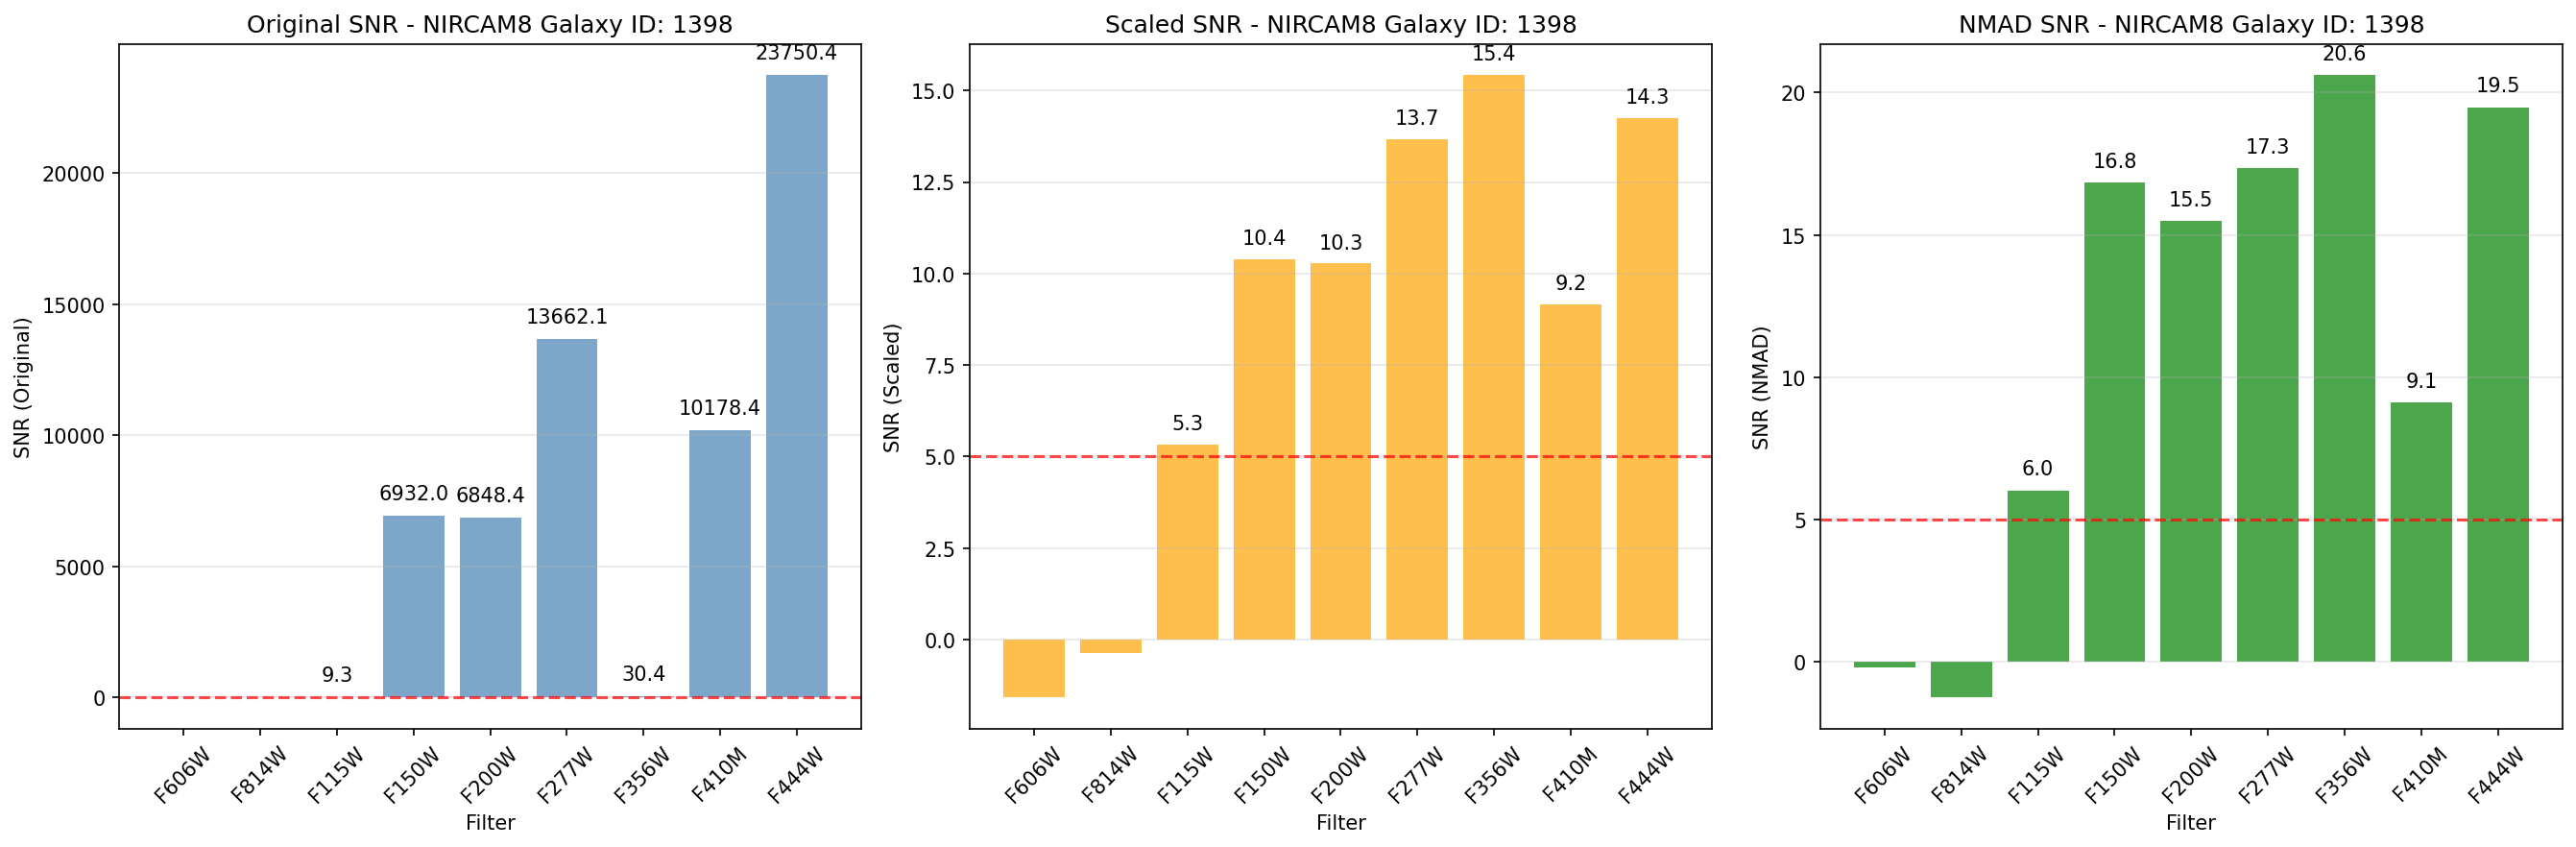 Original SNR - NIRCAM8 Galaxy ID: 1398
SNR (Original)
20000
15000
10000
5000
0
9.3
6932.0
6848.4
13662.1
30.4
10178.4
23750.4
F606W
F814W
F115W
F150W
F200W
F277W
F356W
F410M
F444W
Filter
Scaled SNR - NIRCAM8 Galaxy ID: 1398
SNR (Scaled)
15.0
12.5
10.0
7.5
5.0
2.5
0.0
5.3
10.4
10.3
13.7
15.4
9.2
14.3
F606W
F814W
F115W
F150W
F200W
F277W
F356W
F410M
F444W
Filter
NMAD SNR - NIRCAM8 Galaxy ID: 1398
SNR (NMAD)
20
15
10
5
0
6.0
16.8
15.5
17.3
20.6
9.1
19.5
F606W
F814W
F115W
F150W
F200W
F277W
F356W
F410M
F444W
Filter